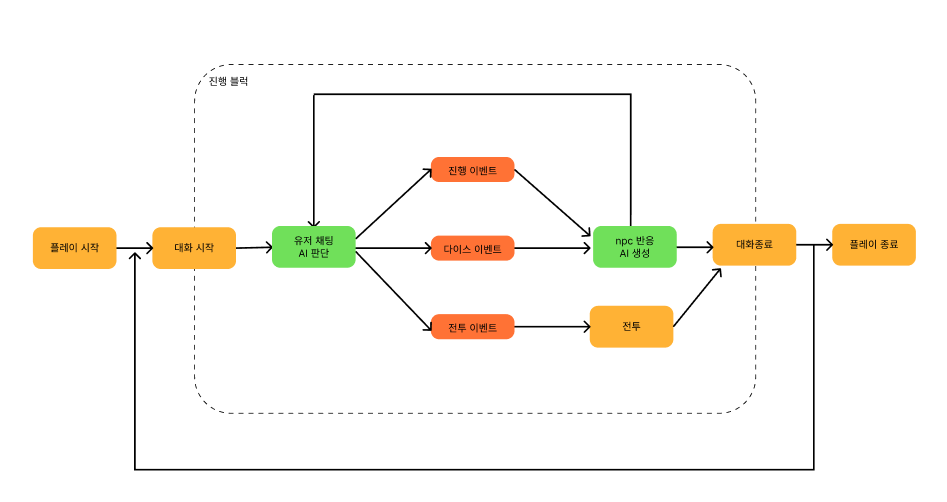 진행 블럭
진행 이벤트
플레이 시작
대화 시작
유저 채팅
AI 판단
다이스 이벤트
npc 반응
AI 생성
대화종료
플레이 종료
전투 이벤트
전투